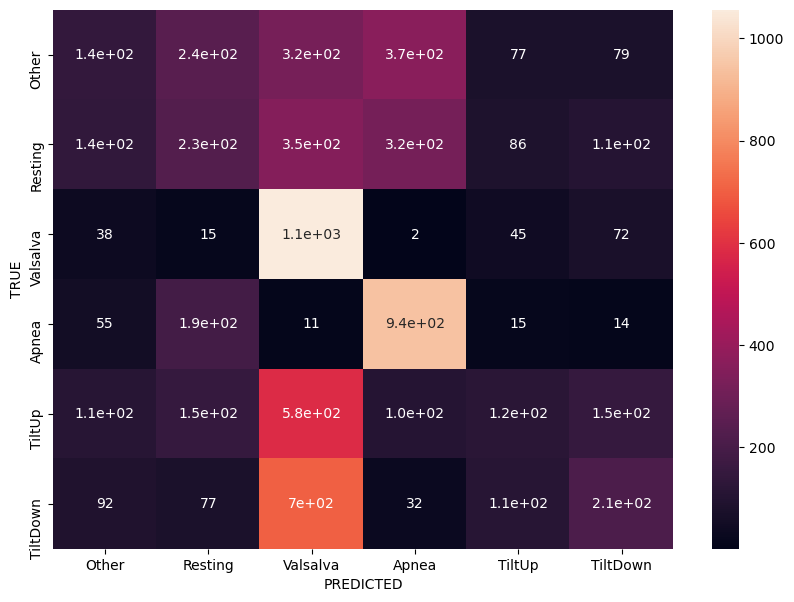 Other 1.4e+02 2.4e+02 3.2e+02 3.7e+02 77 79
Resting 1.4e+02 2.3e+02 3.5e+02 3.2e+02 86 1.1e+02
Valsalva 38 15 1.1e+03 2 45 72
Apnea 55 1.9e+02 11 9.4e+02 15 14
TiltUp 1.1e+02 1.5e+02 5.8e+02 1.0e+02 1.2e+02 1.5e+02
TiltDown 92 77 7e+02 32 1.1e+02 2.1e+02
Other Resting Valsalva Apnea TiltUp TiltDown
PREDICTED
TRUE
1000
800
600
400
200